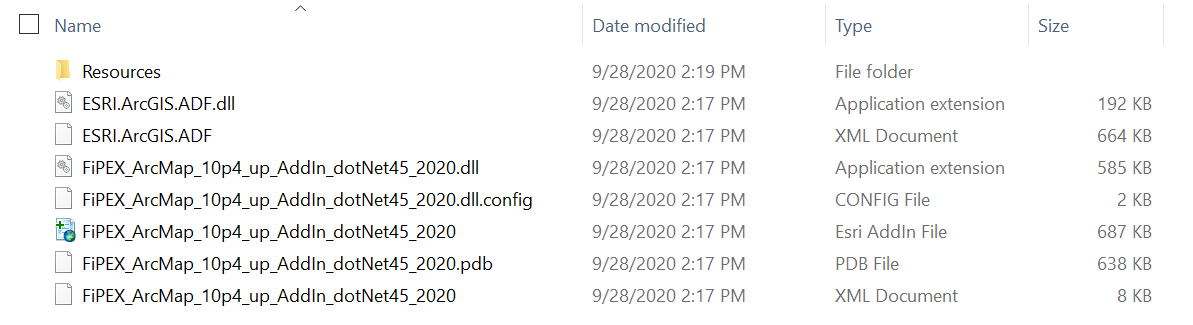 Name Date modified Type Size
Resources 9/28/2020 2:19 PM File folder
ESRI.ArcGIS.ADF.dll 9/28/2020 2:17 PM Application extension 192 KB
ESRI.ArcGIS.ADF 9/28/2020 2:17 PM XML Document 664 KB
FiPEX_ArcMap_10p4_up_AddIn_dotNet45_2020.dll 9/28/2020 2:17 PM Application extension 585 KB
FiPEX_ArcMap_10p4_up_AddIn_dotNet45_2020.dll.config 9/28/2020 2:17 PM CONFIG File 2 KB
FiPEX_ArcMap_10p4_up_AddIn_dotNet45_2020 9/28/2020 2:17 PM Esri AddIn File 687 KB
FiPEX_ArcMap_10p4_up_AddIn_dotNet45_2020.pdb 9/28/2020 2:17 PM PDB File 638 KB
FiPEX_ArcMap_10p4_up_AddIn_dotNet45_2020 9/28/2020 2:17 PM XML Document 8 KB